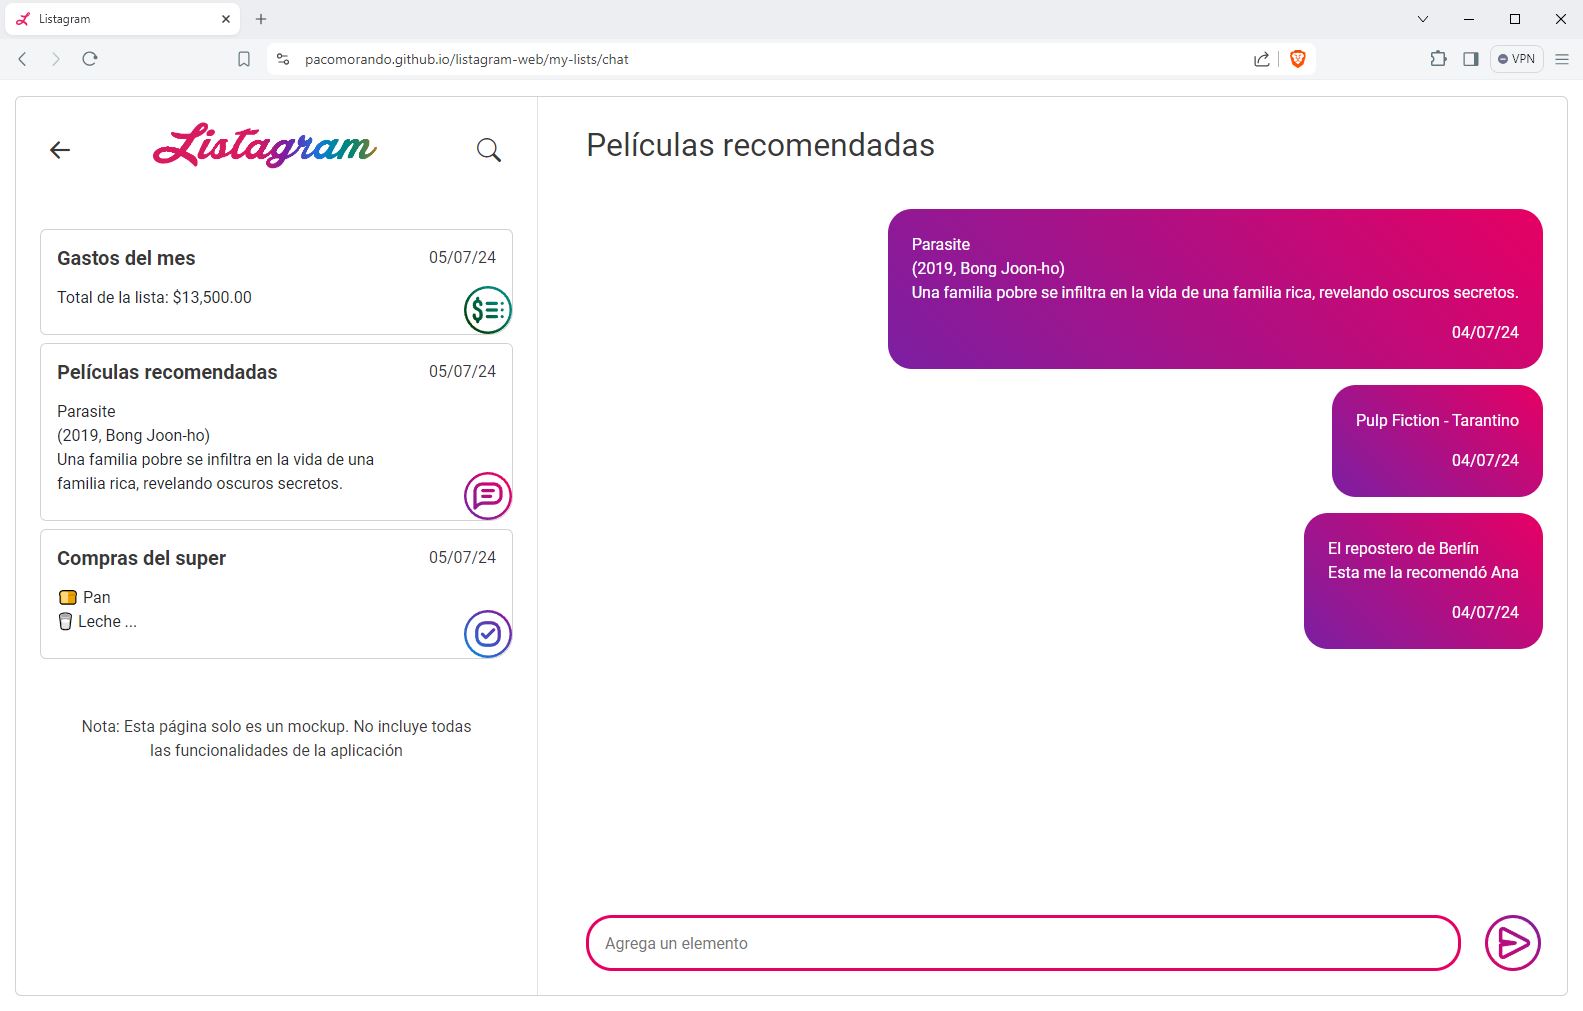 Listagram
pacomorando.github.io/listagram-web/my-lists/chat
VPN
Listagram
Gastos del mes
05/07/24
Total de la lista: $13,500.00
Películas recomendadas
05/07/24
Parasite
(2019, Bong Joon-ho)
Una familia pobre se infiltra en la vida de una
familia rica, revelando oscuros secretos.
Compras del super
05/07/24
Pan
Leche ...
Nota: Esta página solo es un mockup. No incluye todas
las funcionalidades de la aplicación
Películas recomendadas
Parasite
(2019, Bong Joon-ho)
Una familia pobre se infiltra en la vida de una familia rica, revelando oscuros secretos.
04/07/24
Pulp Fiction - Tarantino
04/07/24
El repostero de Berlín
Esta me la recomendó Ana
04/07/24
Agrega un elemento